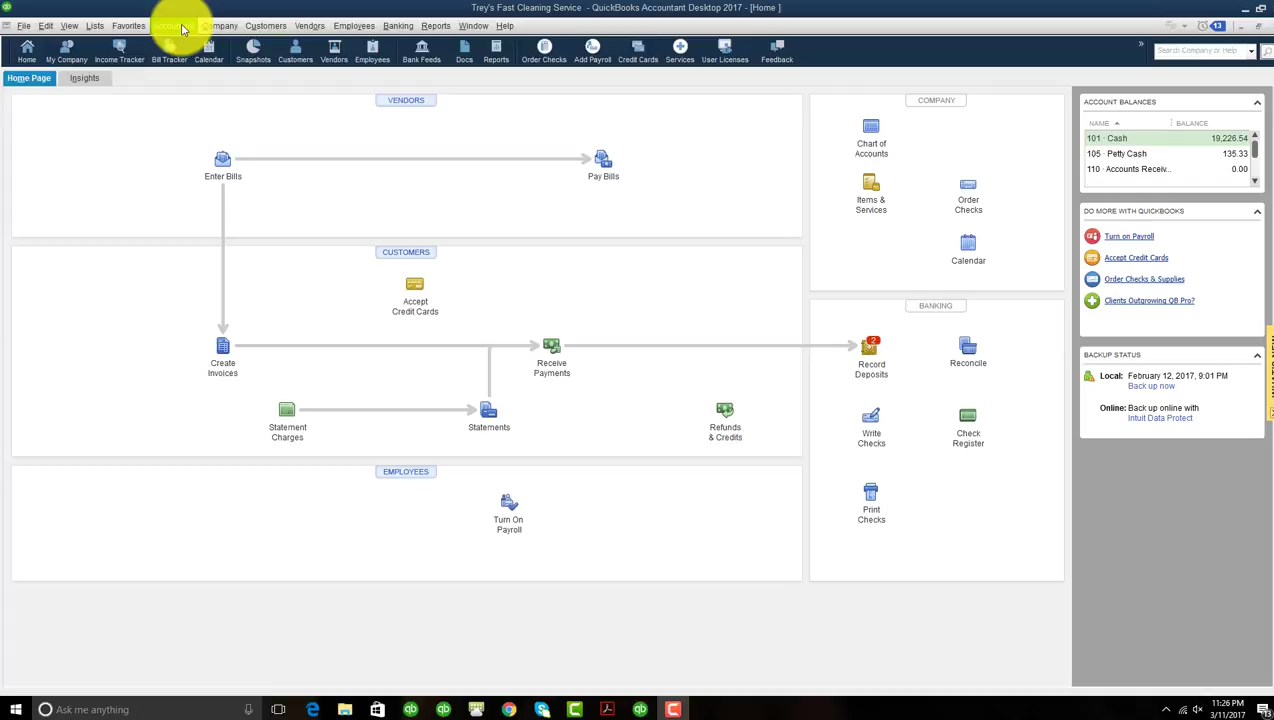 Trey's Fast Cleaning Service - QuickBooks Accountant Desktop 2017 - [Home ]
File Edit View Lists Favorites Company Customers Vendors Employees Banking Reports Window Help
13
Home My Company Income Tracker Bill Tracker Calendar Snapshots Customers Vendors Employees Bank Feeds Docs Reports Order Checks Add Payroll Credit Cards Services User Licenses Feedback
Search Company or Help
Home Page Insights
VENDORS
Enter Bills
Pay Bills
CUSTOMERS
Accept
Credit Cards
Create
Invoices
Receive
Payments
Statement
Charges
Statements
Refunds
& Credits
EMPLOYEES
Turn On
Payroll
COMPANY
Chart of
Accounts
Items &
Services
Order
Checks
Calendar
BANKING
2
Record
Deposits
Reconcile
Write
Checks
Check
Register
Print
Checks
ACCOUNT BALANCES
NAME BALANCE
101 · Cash 19,226.54
105 · Petty Cash 135.33
110 · Accounts Receiv... 0.00
DO MORE WITH QUICKBOOKS
Turn on Payroll
Accept Credit Cards
Order Checks & Supplies
Clients Outgrowing QB Pro?
BACKUP STATUS
Local: February 12, 2017, 9:01 PM
Back up now
Online: Back up online with
Intuit Data Protect
Ask me anything
11:26 PM
3/11/2017